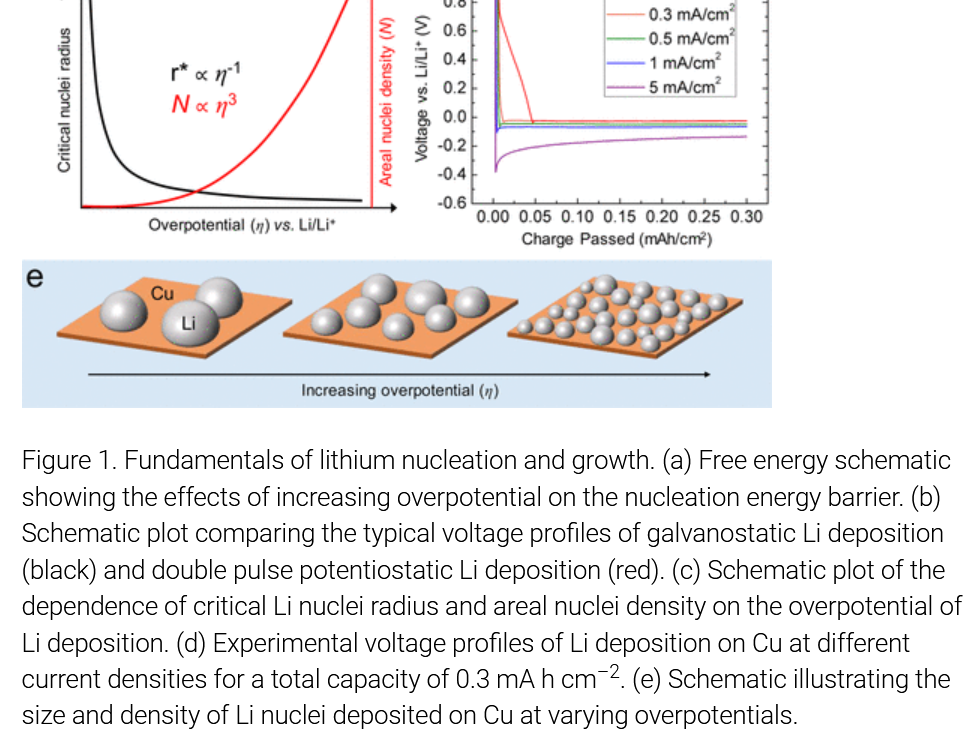 Critical nuclei radius
r* ∝ η-1
N ∝ η3
Areal nuclei density (N)
Overpotential (η) vs. Li/Li+
Voltage vs. Li/Li+ (V)
0.8
0.6
0.4
0.2
0.0
-0.2
-0.4
-0.6
0.3 mA/cm2
0.5 mA/cm2
1 mA/cm2
5 mA/cm2
0.00 0.05 0.10 0.15 0.20 0.25 0.30
Charge Passed (mAh/cm2)
e
Cu
Li
Increasing overpotential (η)
Figure 1. Fundamentals of lithium nucleation and growth. (a) Free energy schematic
showing the effects of increasing overpotential on the nucleation energy barrier. (b)
Schematic plot comparing the typical voltage profiles of galvanostatic Li deposition
(black) and double pulse potentiostatic Li deposition (red). (c) Schematic plot of the
dependence of critical Li nuclei radius and areal nuclei density on the overpotential of
Li deposition. (d) Experimental voltage profiles of Li deposition on Cu at different
current densities for a total capacity of 0.3 mA h cm−2. (e) Schematic illustrating the
size and density of Li nuclei deposited on Cu at varying overpotentials.